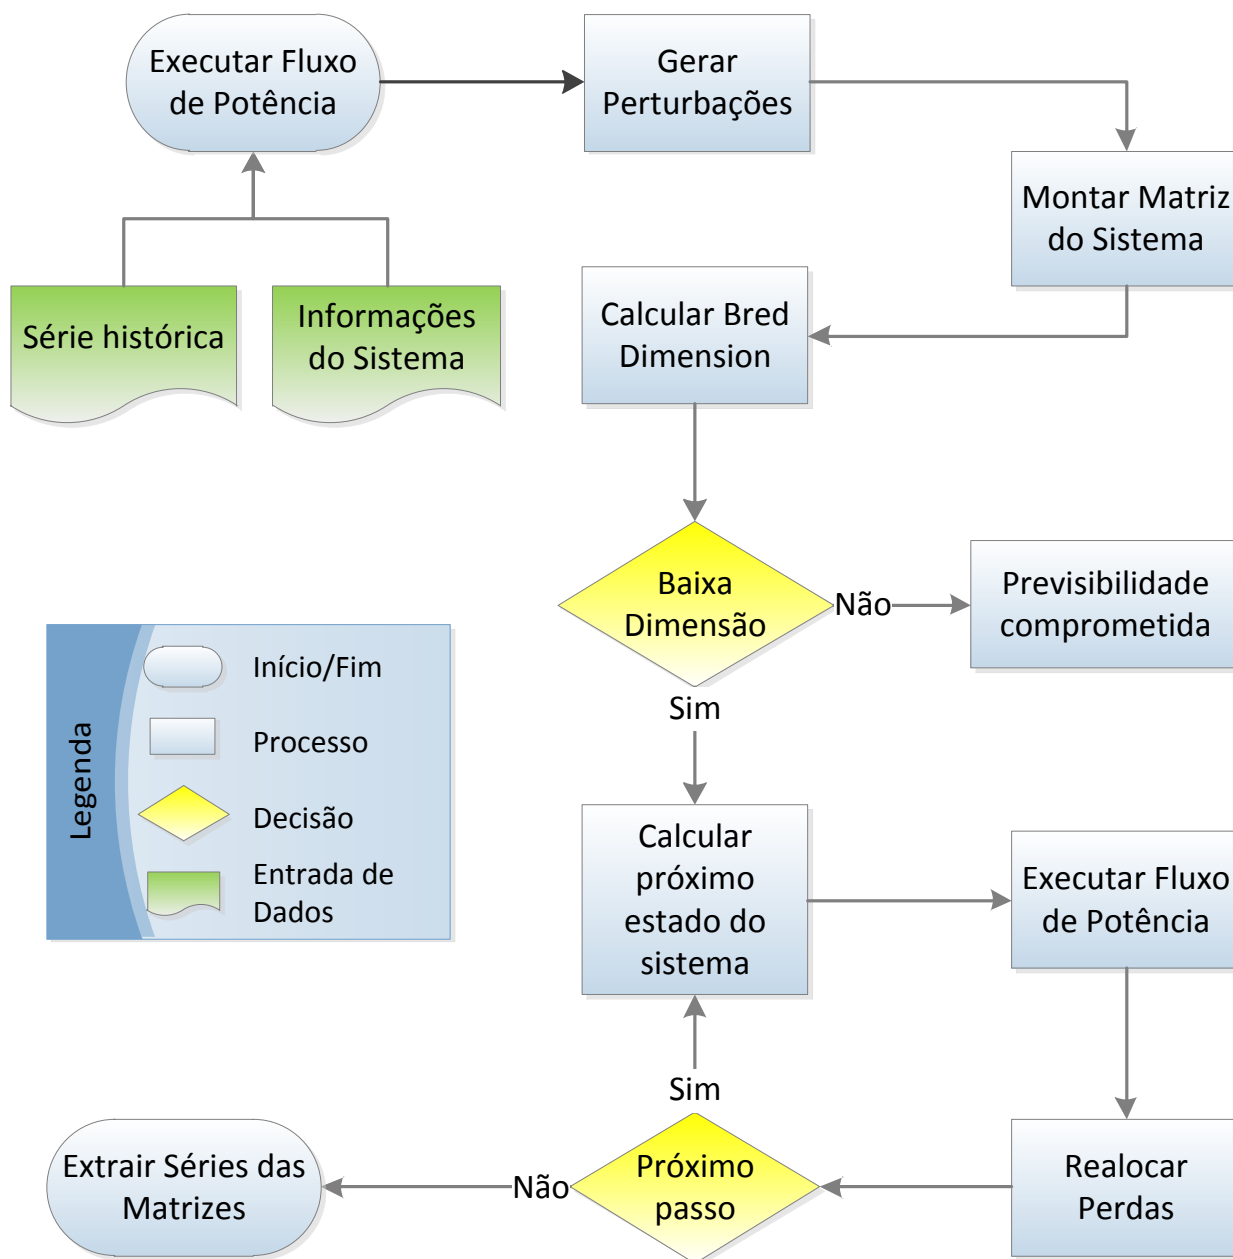 Executar Fluxo
de Potência
Gerar
Perturbações
Montar Matriz
do Sistema
Série histórica
Informações
do Sistema
Calcular Bred
Dimension
Baixa
Dimensão
Não
Previsibilidade
comprometida
Sim
Legenda
Início/Fim
Processo
Decisão
Entrada de
Dados
Calcular
próximo
estado do
sistema
Executar Fluxo
de Potência
Sim
Extrair Séries das
Matrizes
Não
Próximo
passo
Realocar
Perdas